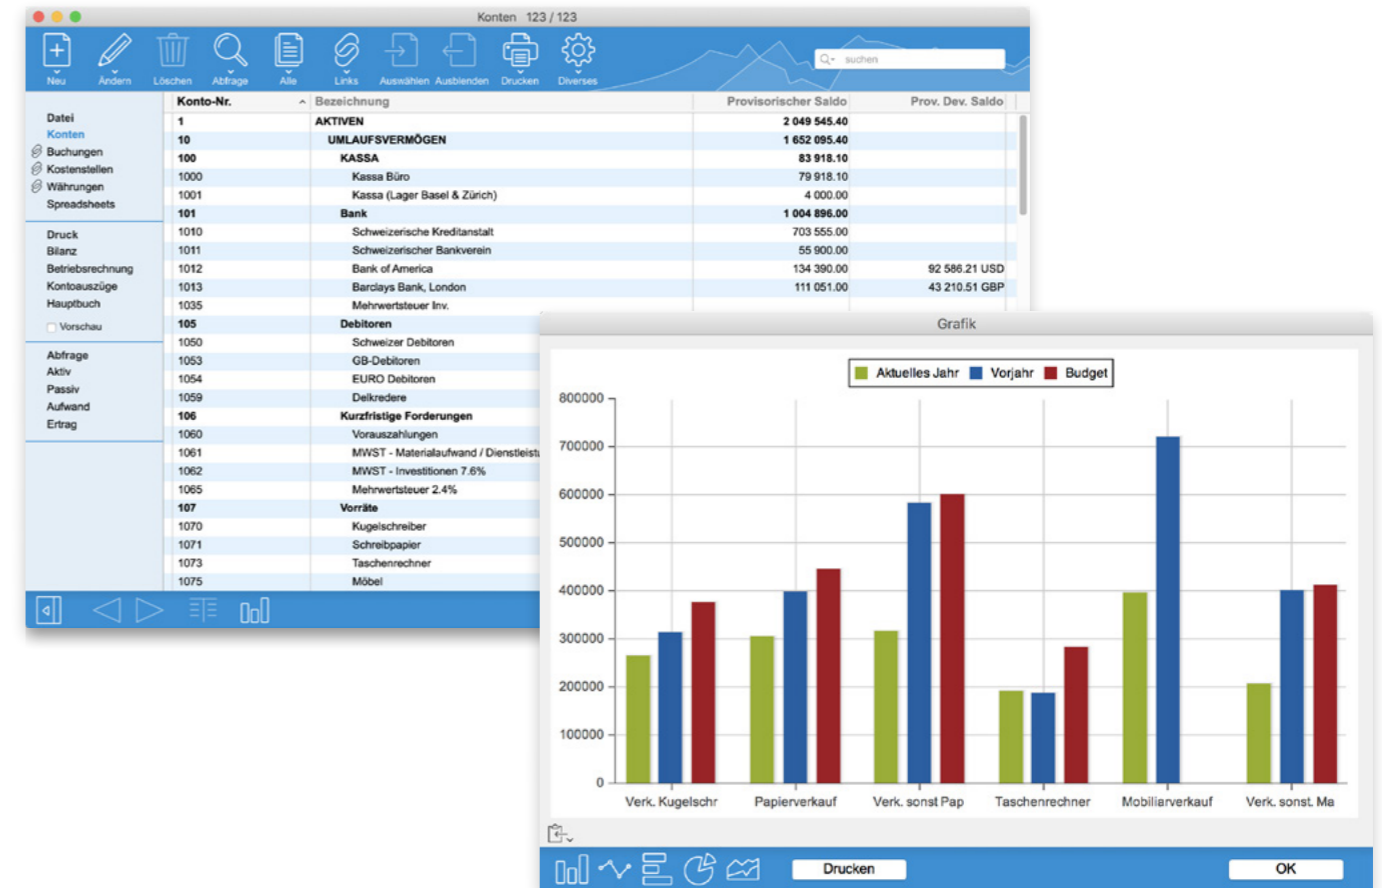 Konten 123 / 123
Neu Ändern Löschen Abfrage Alle Links Auswählen Ausblenden Drucken Diverses
suchen
Datei
Konten
Buchungen
Kostenstellen
Währungen
Spreadsheets
Druck
Bilanz
Betriebsrechnung
Kontoauszüge
Hauptbuch
Vorschau
Abfrage
Aktiv
Passiv
Aufwand
Ertrag
Konto-Nr. Bezeichnung Provisorischer Saldo Prov. Dev. Saldo
1 AKTIVEN 2 049 545.40
10 UMLAUFSVERMÖGEN 1 652 095.40
100 KASSA 83 918.10
1000 Kassa Büro 79 918.10
1001 Kassa (Lager Basel & Zürich) 4 000.00
101 Bank 1 004 896.00
1010 Schweizerische Kreditanstalt 703 555.00
1011 Schweizerischer Bankverein 55 900.00
1012 Bank of America 134 390.00 92 586.21 USD
1013 Barclays Bank, London 111 051.00 43 210.51 GBP
1035 Mehrwertsteuer Inv.
105 Debitoren
1050 Schweizer Debitoren
1053 GB-Debitoren
1054 EURO Debitoren
1059 Delkredere
106 Kurzfristige Forderungen
1060 Vorauszahlungen
1061 MWST - Materialaufwand / Dienstleist
1062 MWST - Investitionen 7.6%
1065 Mehrwertsteuer 2.4%
107 Vorräte
1070 Kugelschreiber
1071 Schreibpapier
1073 Taschenrechner
1075 Möbel
Grafik
Aktuelles Jahr Vorjahr Budget
800000
700000
600000
500000
400000
300000
200000
100000
0
Verk. Kugelschr Papierverkauf Verk. sonst Pap Taschenrechner Mobiliarverkauf Verk. sonst. Ma
Drucken OK